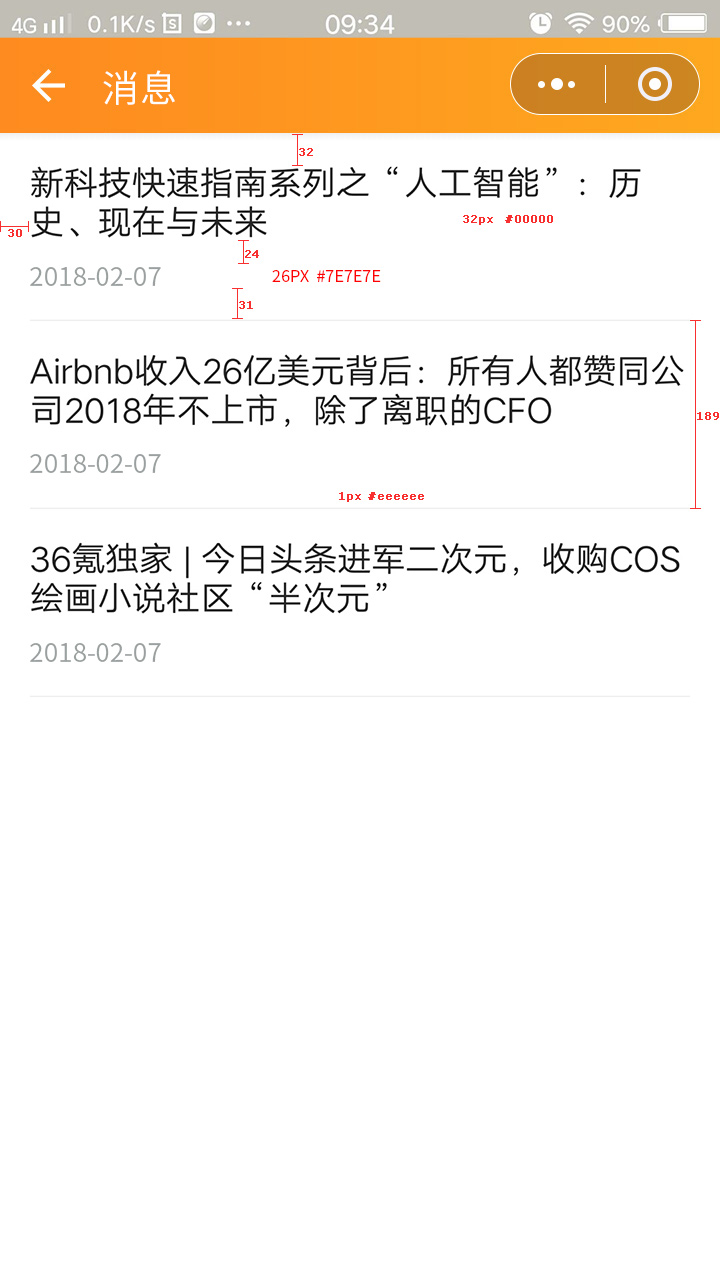 4G 0.1K/s S 09:34 90%
消息
32
新科技快速指南系列之“人工智能”：历
史、现在与未来
32px #00000
30
24
2018-02-07
26PX #7E7E7E
31
Airbnb收入26亿美元背后：所有人都赞同公
司2018年不上市，除了离职的CFO
189
2018-02-07
1px #eeeeee
36氪独家 | 今日头条进军二次元，收购COS
绘画小说社区“半次元”
2018-02-07